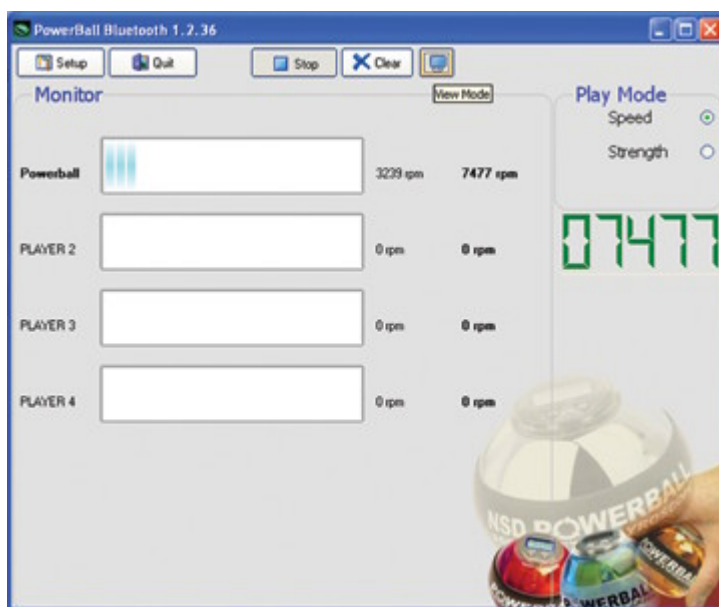 PowerBall Bluetooth 1.2.36
Setup Quit Stop Clear
View Mode
Monitor
Play Mode
Speed
Strength
Powerball 3239 rpm 7477 rpm
07477
PLAYER 2 0 rpm 0 rpm
PLAYER 3 0 rpm 0 rpm
PLAYER 4 0 rpm 0 rpm
NSD POWERBALL
POWERBALL
POWERBALL